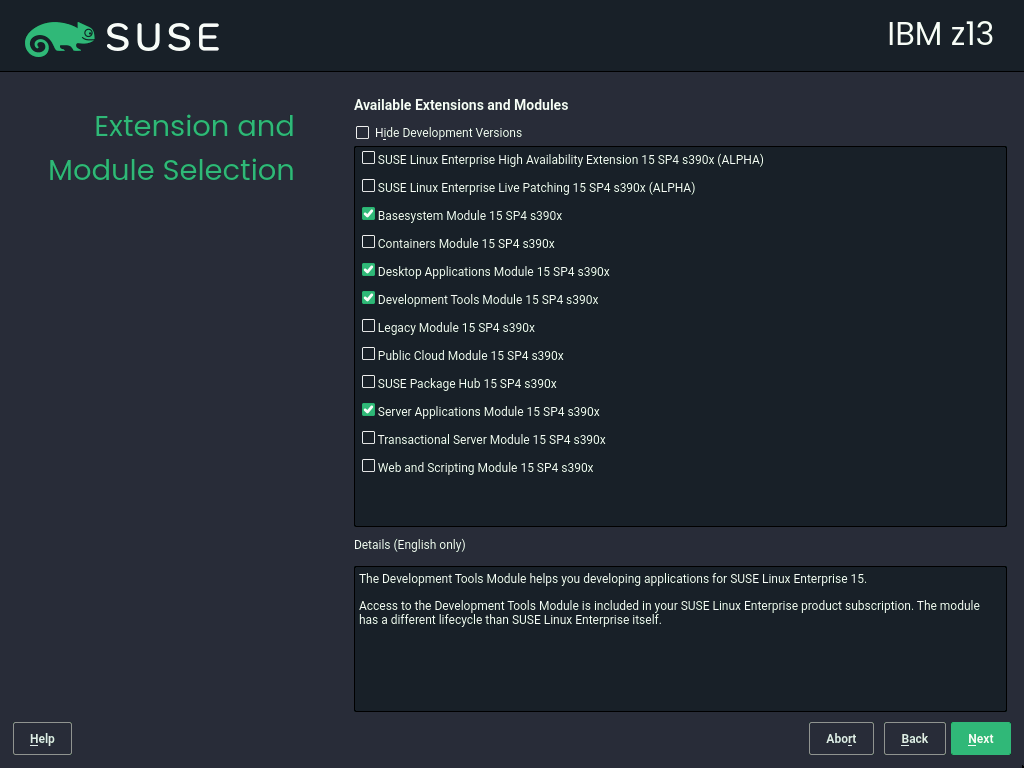 SUSE
IBM z13
Extension and
Module Selection
Available Extensions and Modules
Hide Development Versions
SUSE Linux Enterprise High Availability Extension 15 SP4 s390x (ALPHA)
SUSE Linux Enterprise Live Patching 15 SP4 s390x (ALPHA)
Basesystem Module 15 SP4 s390x
Containers Module 15 SP4 s390x
Desktop Applications Module 15 SP4 s390x
Development Tools Module 15 SP4 s390x
Legacy Module 15 SP4 s390x
Public Cloud Module 15 SP4 s390x
SUSE Package Hub 15 SP4 s390x
Server Applications Module 15 SP4 s390x
Transactional Server Module 15 SP4 s390x
Web and Scripting Module 15 SP4 s390x
Details (English only)
The Development Tools Module helps you developing applications for SUSE Linux Enterprise 15.
Access to the Development Tools Module is included in your SUSE Linux Enterprise product subscription. The module
has a different lifecycle than SUSE Linux Enterprise itself.
Help
Abort
Back
Next